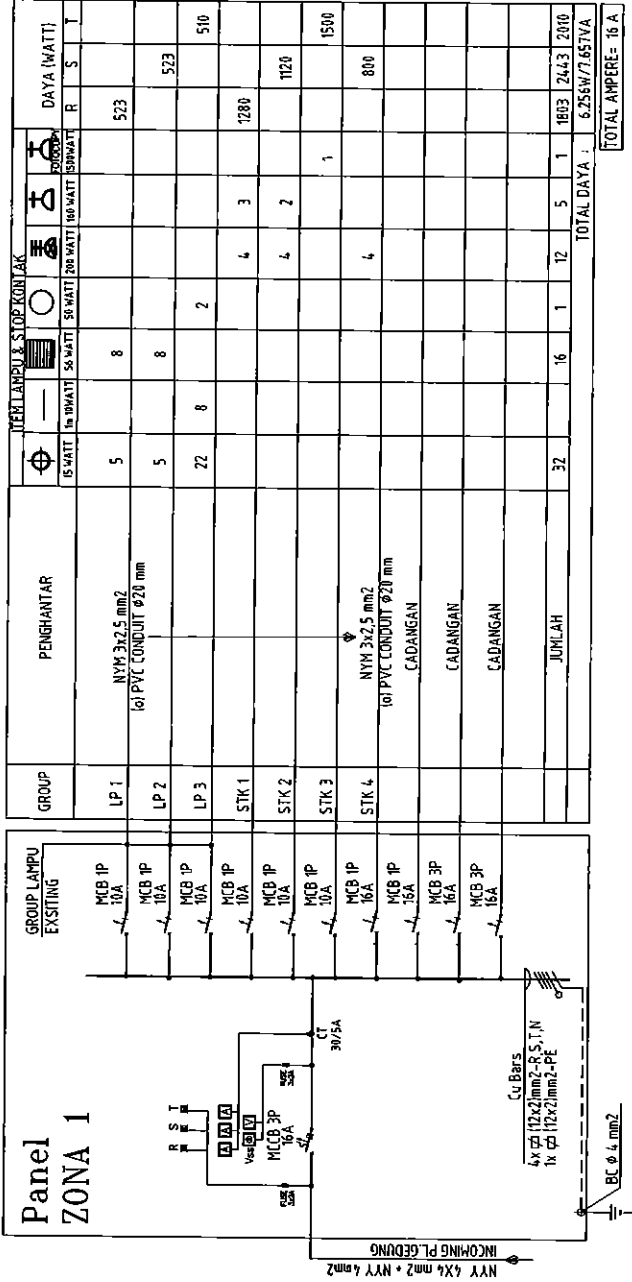 Panel
ZONA 1
GROUP LAMPU
EXSITING
R S T
A A A
Vss V
MCCB 3P
16A
CT
30/5A
INCOMING PL.GEDUNG
NYY 4X4 mm2 + NYY 4mm2
Cu Bars
4x (12x2)mm2-R,S,T,N
1x (12x2)mm2-PE
BC ϕ 4 mm2
MCB 1P
10A
MCB 1P
10A
MCB 1P
10A
MCB 1P
10A
MCB 1P
10A
MCB 1P
10A
MCB 1P
16A
MCB 1P
16A
MCB 3P
16A
MCB 3P
16A
GROUP PENGHANTAR ITEM LAMPU & STOP KONTAK DAYA (WATT)
15 WATT 1m 10WATT 56 WATT 50 WATT 200 WATT 160 WATT FOTOCOPY 1500WATT R S T
LP 1 NYM 3x2,5 mm2 5 8 523
(a) PVC CONDUIT ϕ20 mm
LP 2 5 8 523
LP 3 22 8 2 510
STK 1 4 3 1280
STK 2 4 2 1120
STK 3 1 1500
STK 4 NYM 3x2,5 mm2 4 800
(a) PVC CONDUIT ϕ20 mm
CADANGAN
CADANGAN
CADANGAN
JUMLAH 32 16 1 12 5 1 1803 2443 2010
TOTAL DAYA : 6.256W/7.657VA
TOTAL AMPERE= 16 A